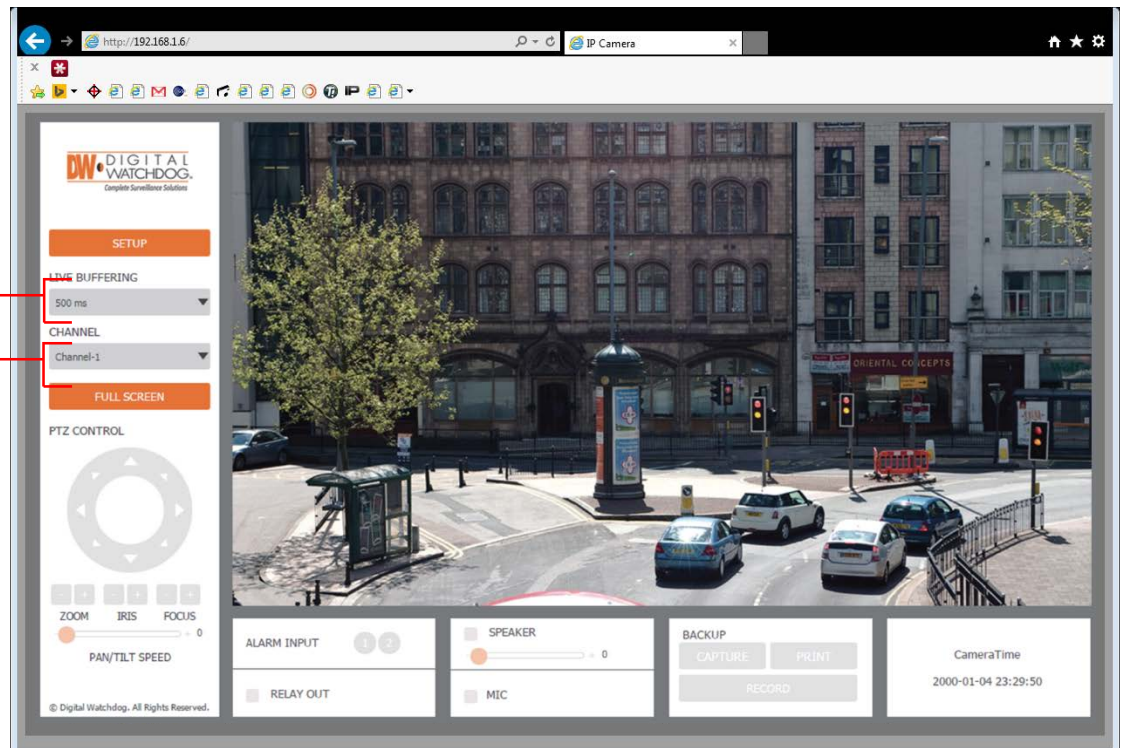 http://192.168.1.6/
IP Camera
DW DIGITAL
WATCHDOG®
Complete Surveillance Solutions
SETUP
LIVE BUFFERING
500 ms
CHANNEL
Channel-1
FULL SCREEN
PTZ CONTROL
- + - + - +
ZOOM IRIS FOCUS
0
PAN/TILT SPEED
© Digital Watchdog. All Rights Reserved.
ORIENTAL CONCEPTS
ALARM INPUT 1 2
RELAY OUT
SPEAKER
0
MIC
BACKUP
CAPTURE PRINT
RECORD
CameraTime
2000-01-04 23:29:50